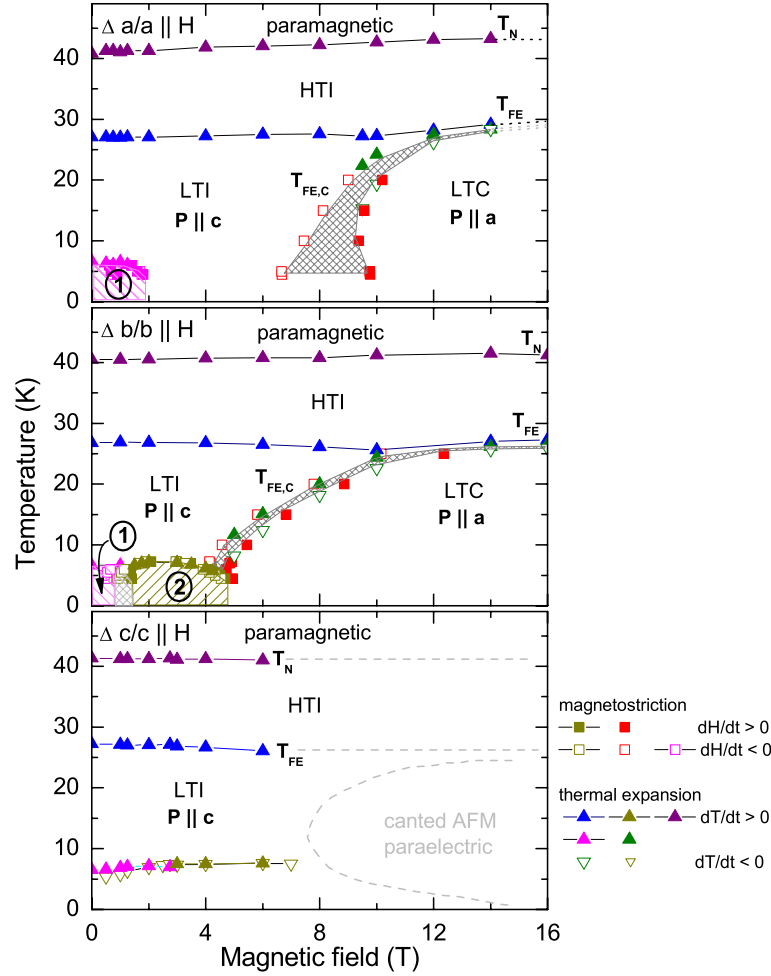 Δ a/a || H
paramagnetic
T_N
40
HTI
30
T_FE
20
LTI
T_FE,C
LTC
P || c
P || a
10
1
0
Δ b/b || H
paramagnetic
T_N
40
HTI
30
T_FE
20
T_FE,C
LTI
LTC
P || c
P || a
10
1
2
0
Temperature (K)
Δ c/c || H
paramagnetic
40
T_N
HTI
30
T_FE
20
LTI
P || c
canted AFM
paraelectric
10
0
0 4 8 12 16
Magnetic field (T)
magnetostriction
dH/dt > 0
dH/dt < 0
thermal expansion
dT/dt > 0
dT/dt < 0